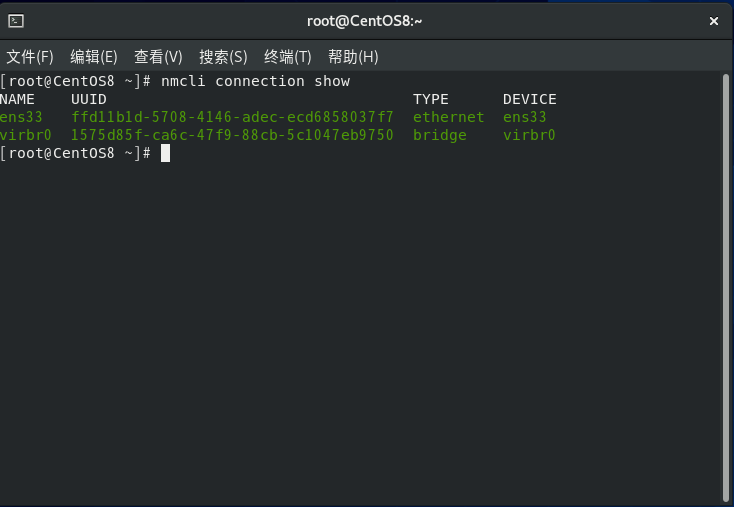 root@CentOS8:~
文件(F) 编辑(E) 查看(V) 搜索(S) 终端(T) 帮助(H)
[root@CentOS8 ~]# nmcli connection show
NAME    UUID                                  TYPE      DEVICE
ens33   ffd11b1d-5708-4146-adec-ecd6858037f7  ethernet  ens33
virbr0  1575d85f-ca6c-47f9-88cb-5c1047eb9750  bridge    virbr0
[root@CentOS8 ~]#